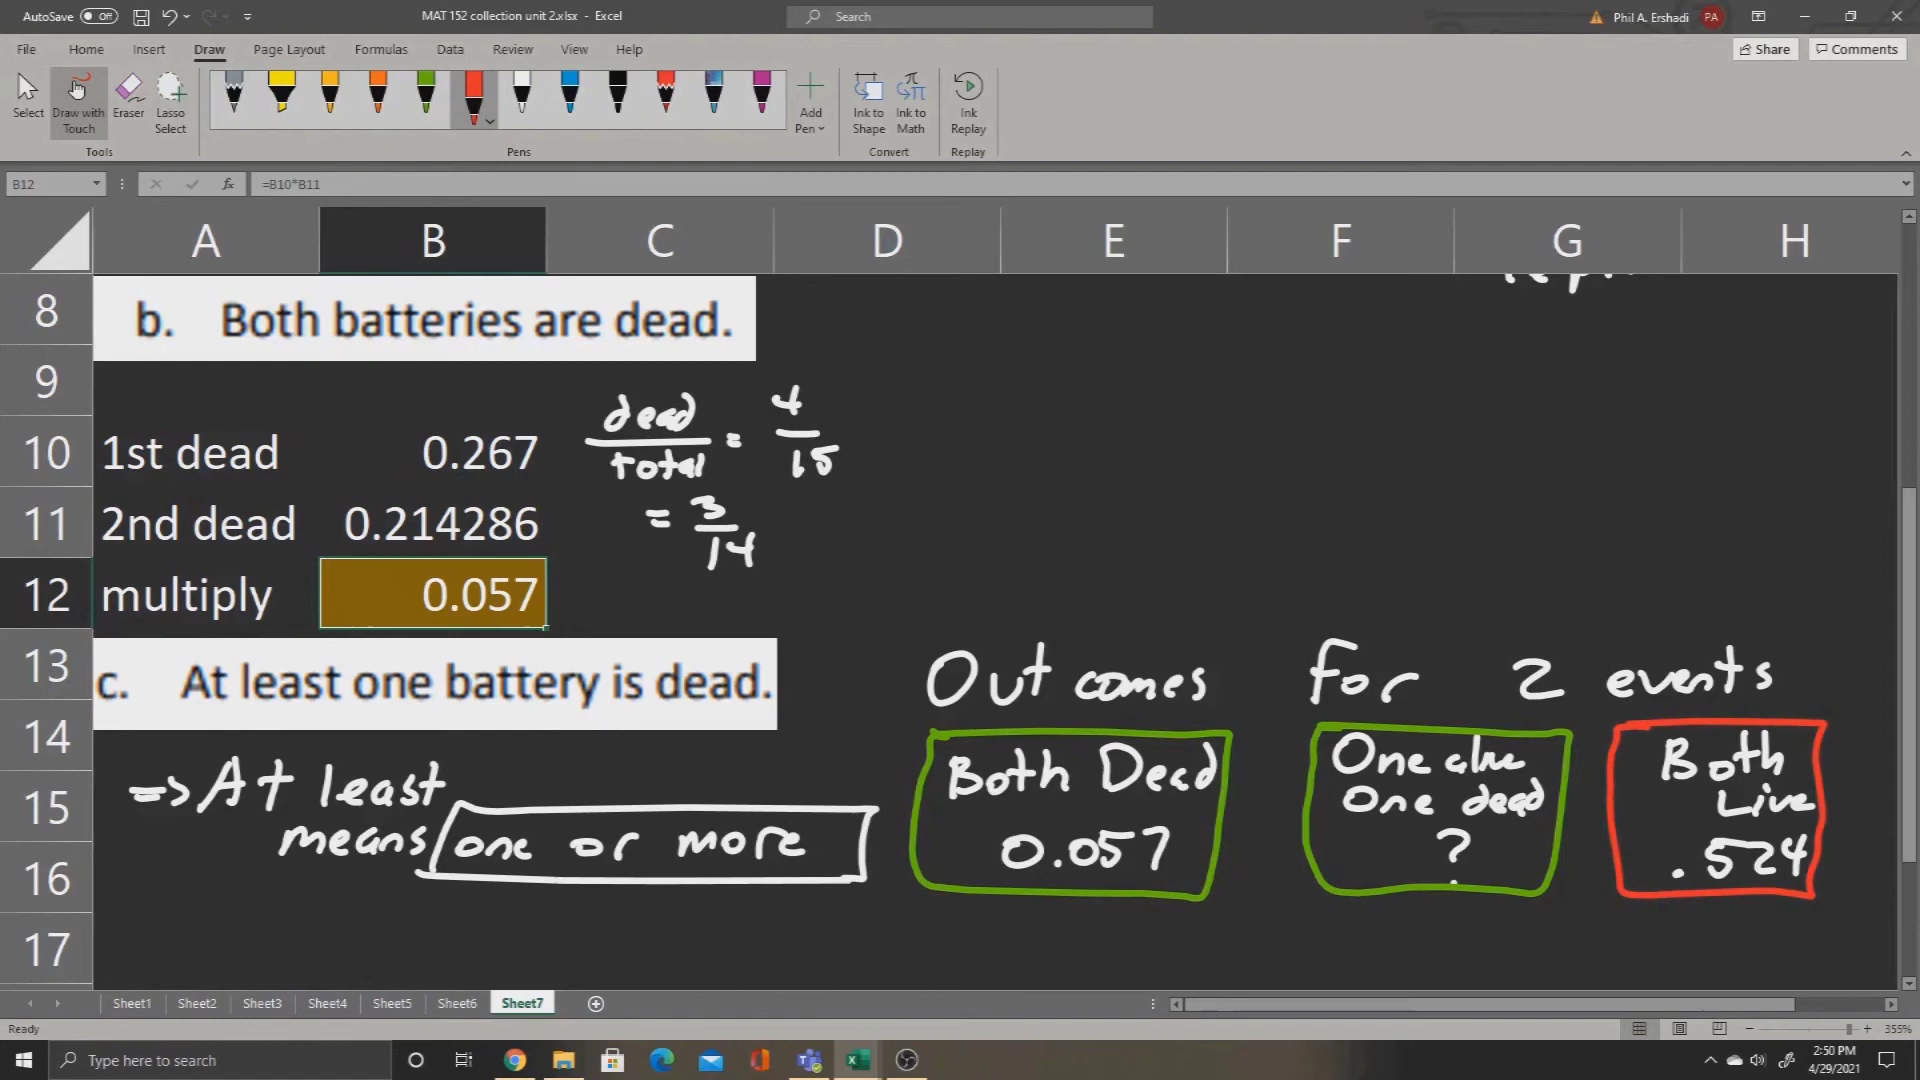 AutoSave Off MAT 152 collection unit 2.xlsx - Excel Search Phil A. Ershadi PA
File Home Insert Draw Page Layout Formulas Data Review View Help Share Comments
Select Draw with Touch Eraser Lasso Select Add Pen Ink to Shape Ink to Math Ink Replay
Tools Pens Convert Replay
B12 fx =B10*B11
A B C D E F G H
8 b. Both batteries are dead.
9
10 1st dead 0.267 dead/total = 4/15
11 2nd dead 0.214286 = 3/14
12 multiply 0.057
13 c. At least one battery is dead. Outcomes for 2 events
14 Both Dead One alive Both
15 => At least One dead Live
means one or more 0.057 ? .524
16
17
Sheet1 Sheet2 Sheet3 Sheet4 Sheet5 Sheet6 Sheet7
Ready 355%
Type here to search 2:50 PM
4/29/2021